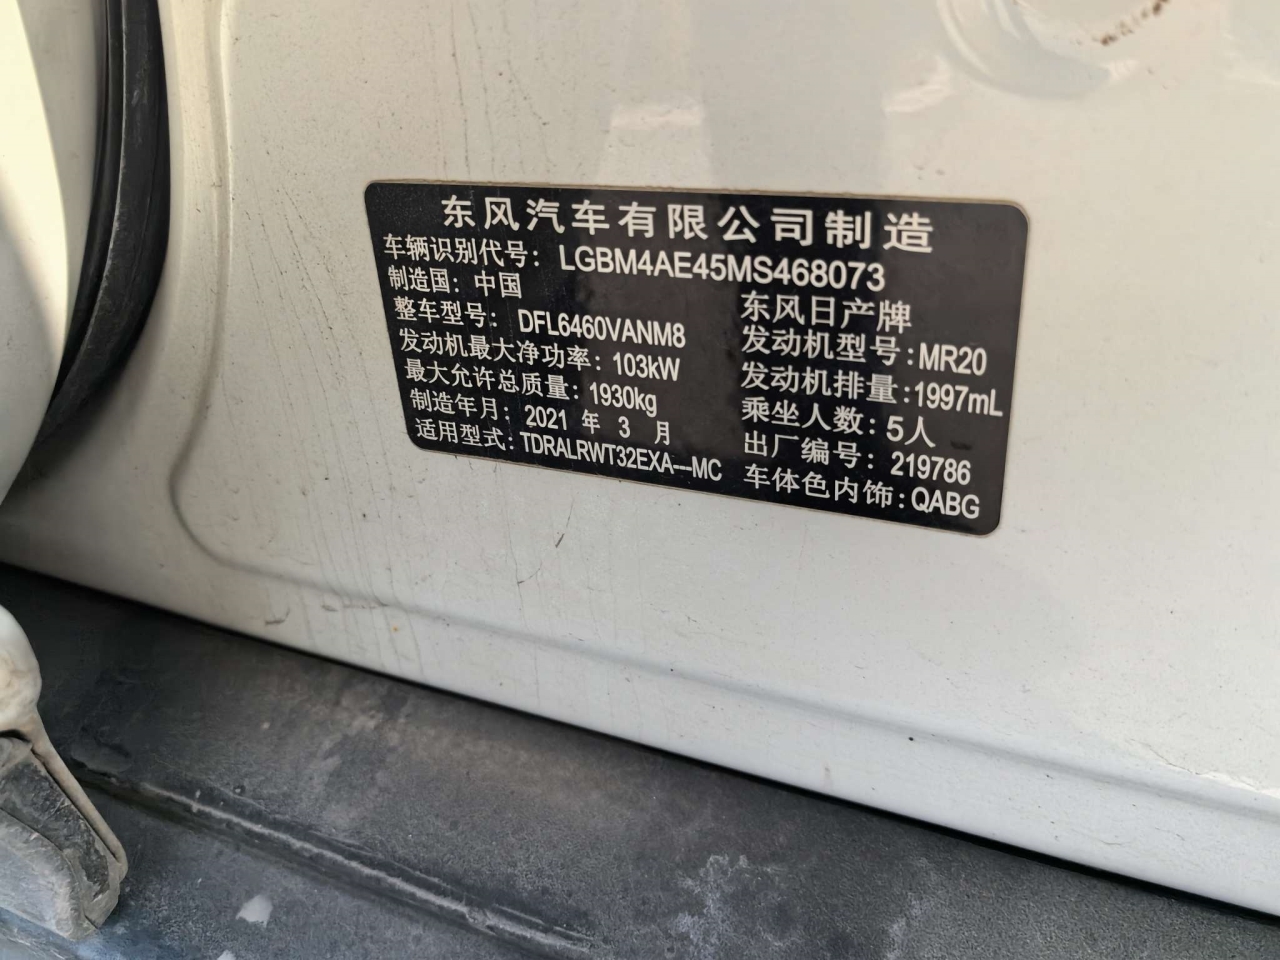 东风汽车有限公司制造
车辆识别代号: LGBM4AE45MS468073
制造国: 中国 东风日产牌
整车型号: DFL6460VANM8 发动机型号: MR20
发动机最大净功率: 103kW 发动机排量: 1997mL
最大允许总质量: 1930kg 乘坐人数: 5人
制造年月: 2021 年 3 月 出厂编号: 219786
适用型式: TDRALRWT32EXA---MC 车体色内饰: QABG